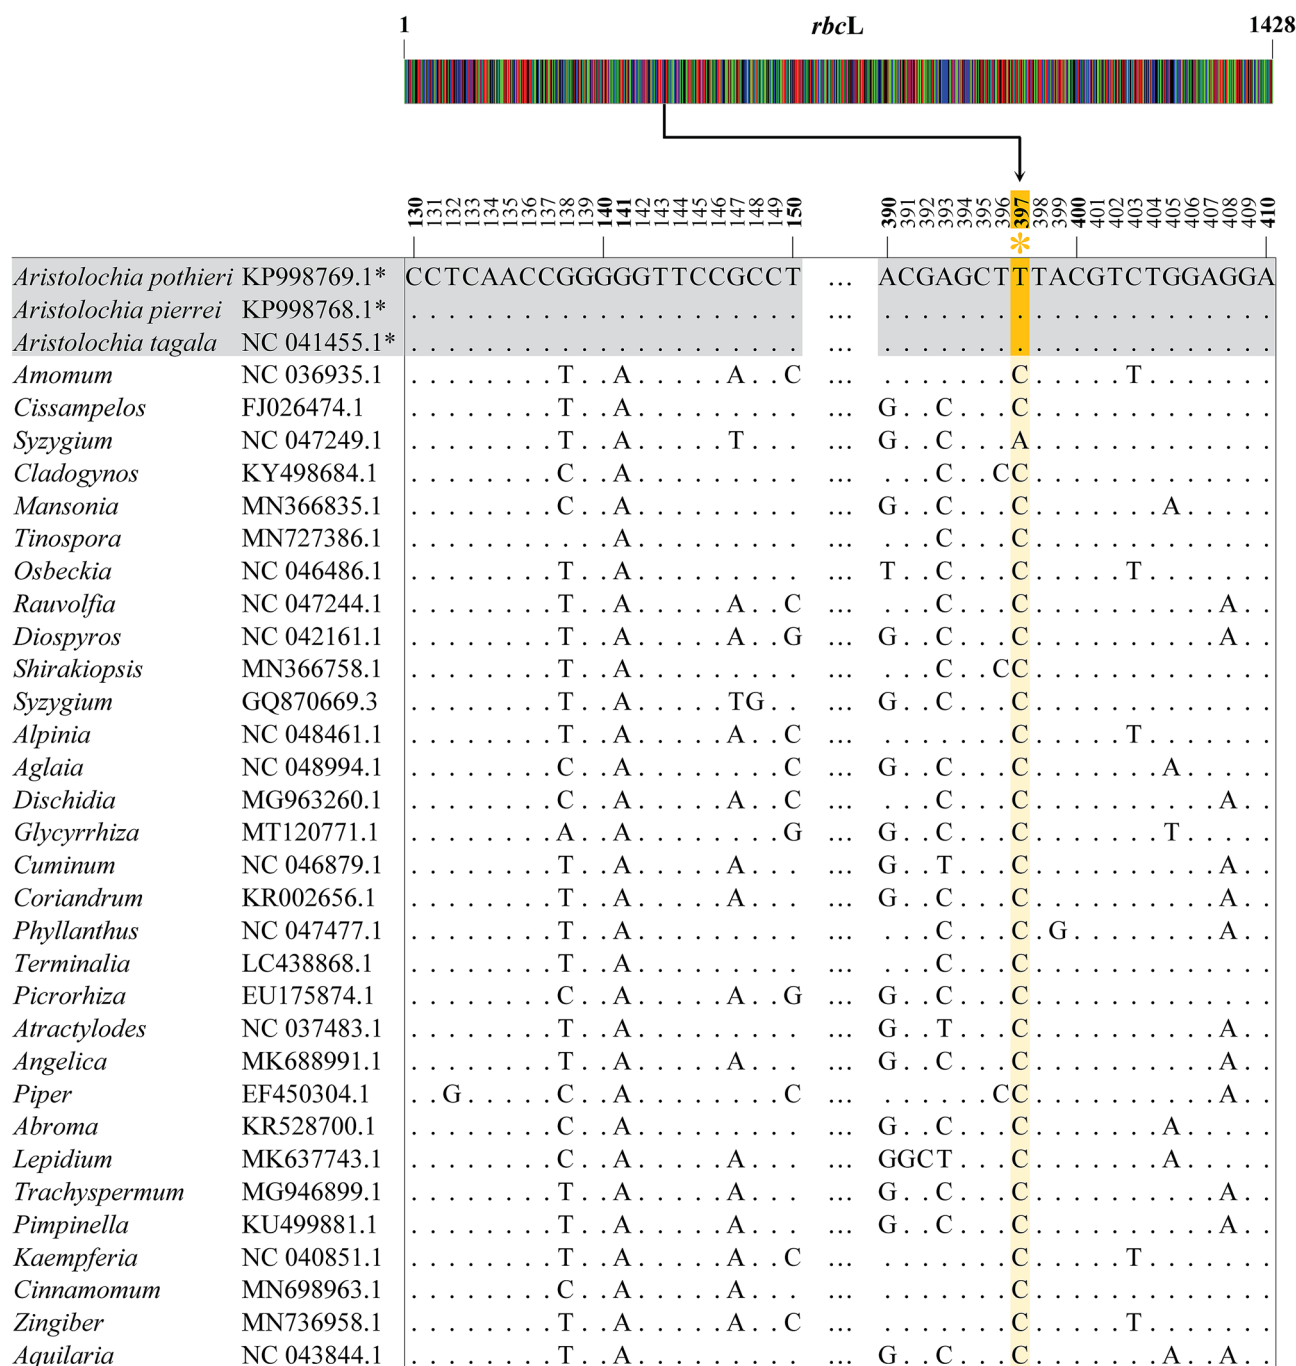 1 rbcL 1428
130 131 132 133 134 135 136 137 138 139 140 141 142 143 144 145 146 147 148 149 150 390 391 392 393 394 395 396 397 398 399 400 401 402 403 404 405 406 407 408 409 410
*
Aristolochia pothieri KP998769.1* CCTCAACCGGGGGTTCCGCCT ... ACGAGCTTTACGTCTGGAGGA
Aristolochia pierrei KP998768.1* ..................... ... .....................
Aristolochia tagala NC 041455.1* ..................... ... .....................
Amomum NC 036935.1 ........T..A.....A..C ... .......C.....T.......
Cissampelos FJ026474.1 ........T..A......... ... G..C...C.............
Syzygium NC 047249.1 ........T..A.....T... ... G..C...A.............
Cladogynos KY498684.1 ........C..A......... ... ...C..CC.............
Mansonia MN366835.1 ........C..A......... ... G..C...C.......A.....
Tinospora MN727386.1 ...........A......... ... ...C...C.............
Osbeckia NC 046486.1 ........T..A......... ... T..C...C.....T.......
Rauvolfia NC 047244.1 ........T..A.....A..C ... ...C...C..........A..
Diospyros NC 042161.1 ........T..A.....A..G ... G..C...C..........A..
Shirakiopsis MN366758.1 ........T..A......... ... ...C..CC.............
Syzygium GQ870669.3 ........T..A.....TG.. ... G..C...C.............
Alpinia NC 048461.1 ........T..A.....A..C ... .......C.....T.......
Aglaia NC 048994.1 ........C..A........C ... G..C...C.......A.....
Dischidia MG963260.1 ........C..A.....A..C ... ...C...C..........A..
Glycyrrhiza MT120771.1 ........A..A........G ... G..C...C.......T.....
Cuminum NC 046879.1 ........T..A.....A... ... G..T...C..........A..
Coriandrum KR002656.1 ........T..A.....A... ... G..C...C..........A..
Phyllanthus NC 047477.1 ........T..A......... ... ...C...C.G........A..
Terminalia LC438868.1 ........T..A......... ... ...C...C.............
Picrorhiza EU175874.1 ........C..A.....A..G ... G..C...C.............
Atractylodes NC 037483.1 ........T..A......... ... G..T...C..........A..
Angelica MK688991.1 ........T..A.....A... ... G..C...C..........A..
Piper EF450304.1 ..G.....C..A........C ... ......CC..........A..
Abroma KR528700.1 ........C..A......... ... G..C...C.......A.....
Lepidium MK637743.1 ........C..A.....A... ... GGCT...C.......A.....
Trachyspermum MG946899.1 ........T..A.....A... ... G..C...C..........A..
Pimpinella KU499881.1 ........T..A.....A... ... G..C...C..........A..
Kaempferia NC 040851.1 ........T..A.....A..C ... .......C.....T.......
Cinnamomum MN698963.1 ........C..A.....A... ... .......C.............
Zingiber MN736958.1 ........T..A.....A..C ... .......C.....T.......
Aquilaria NC 043844.1 ........T..A......... ... G..C...C.......A..A..